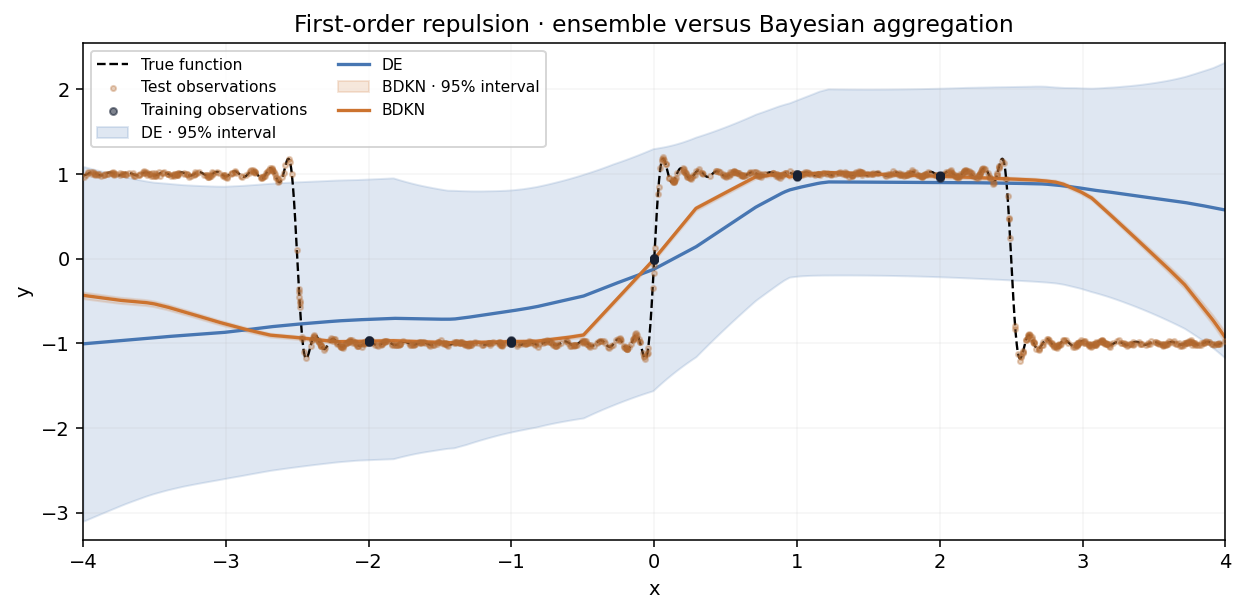 First-order repulsion · ensemble versus Bayesian aggregation
True function
Test observations
Training observations
DE · 95% interval
DE
BDKN · 95% interval
BDKN
y
2
1
0
−1
−2
−3
−4
−3
−2
−1
0
1
2
3
4
x